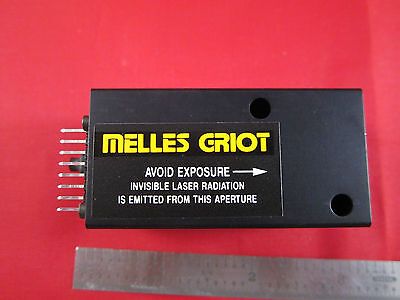 MELLES GRIOT
AVOID EXPOSURE →
INVISIBLE LASER RADIATION
IS EMITTED FROM THIS APERTURE